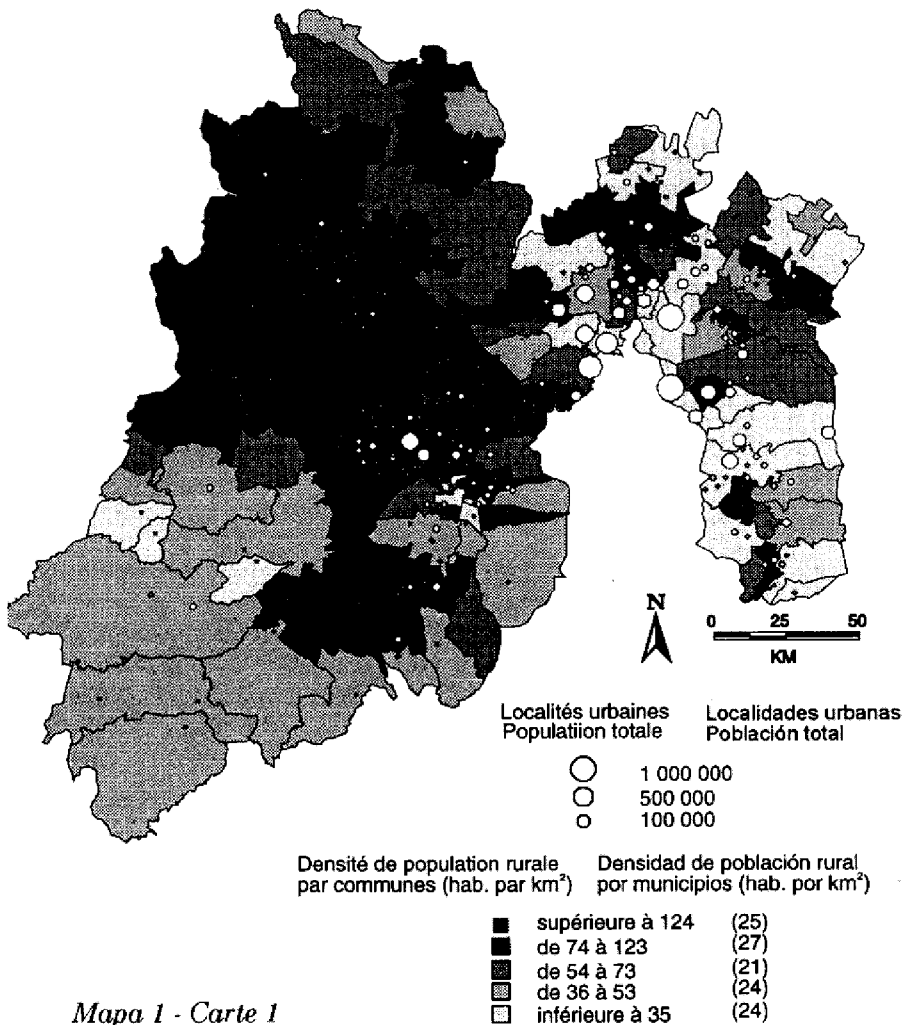 N
0 25 50
KM
Localités urbaines Localidades urbanas
Populatiion totale Población total
1 000 000
500 000
100 000
Densité de population rurale Densidad de población rural
par communes (hab. par km²) por municipios (hab. por km²)
supérieure à 124 (25)
de 74 à 123 (27)
de 54 à 73 (21)
de 36 à 53 (24)
inférieure à 35 (24)
Mapa 1 - Carte 1